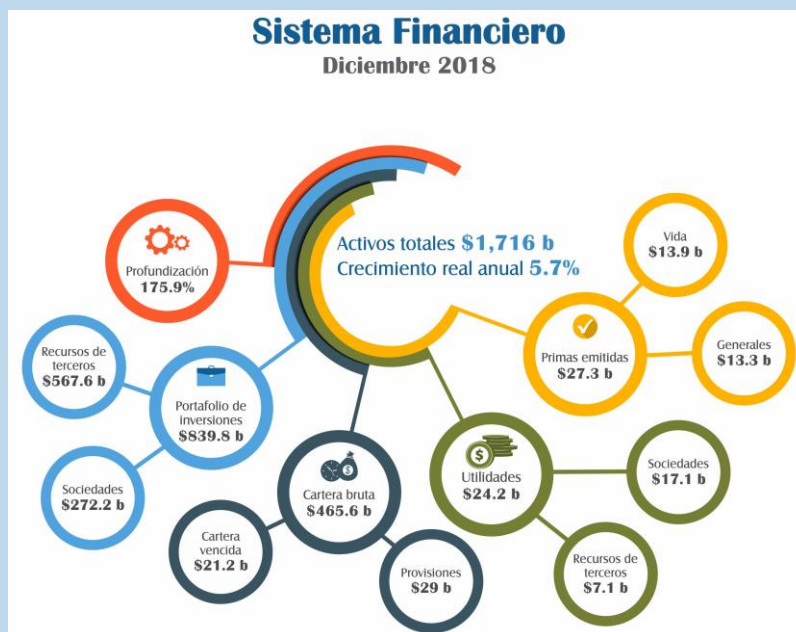 Sistema Financiero
Diciembre 2018
Activos totales $1,716 b
Crecimiento real anual 5.7%
Profundización
175.9%
Recursos de
terceros
$567.6 b
Portafolio de
inversiones
$839.8 b
Sociedades
$272.2 b
Cartera bruta
$465.6 b
Cartera
vencida
$21.2 b
Provisiones
$29 b
Utilidades
$24.2 b
Sociedades
$17.1 b
Recursos de
terceros
$7.1 b
Primas emitidas
$27.3 b
Vida
$13.9 b
Generales
$13.3 b